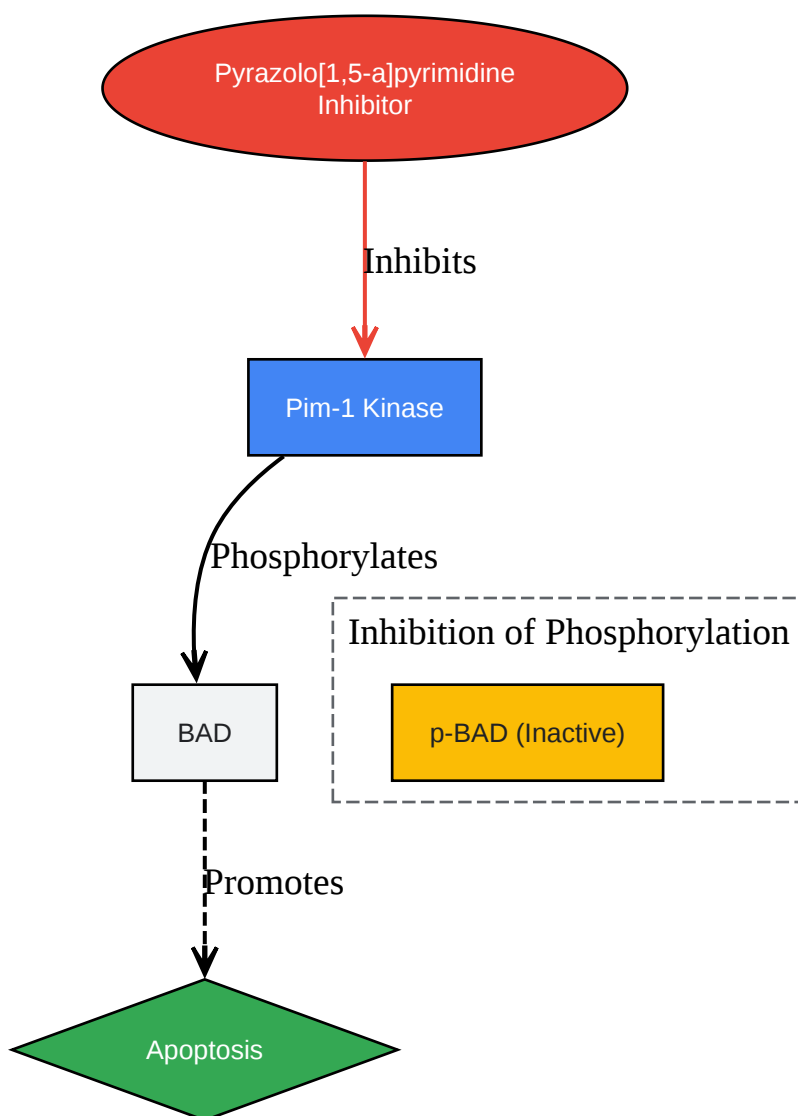 Pyrazolo[1,5-a]pyrimidine
Inhibitor
Inhibits
Pim-1 Kinase
Phosphorylates
Inhibition of Phosphorylation
BAD
p-BAD (Inactive)
Promotes
Apoptosis